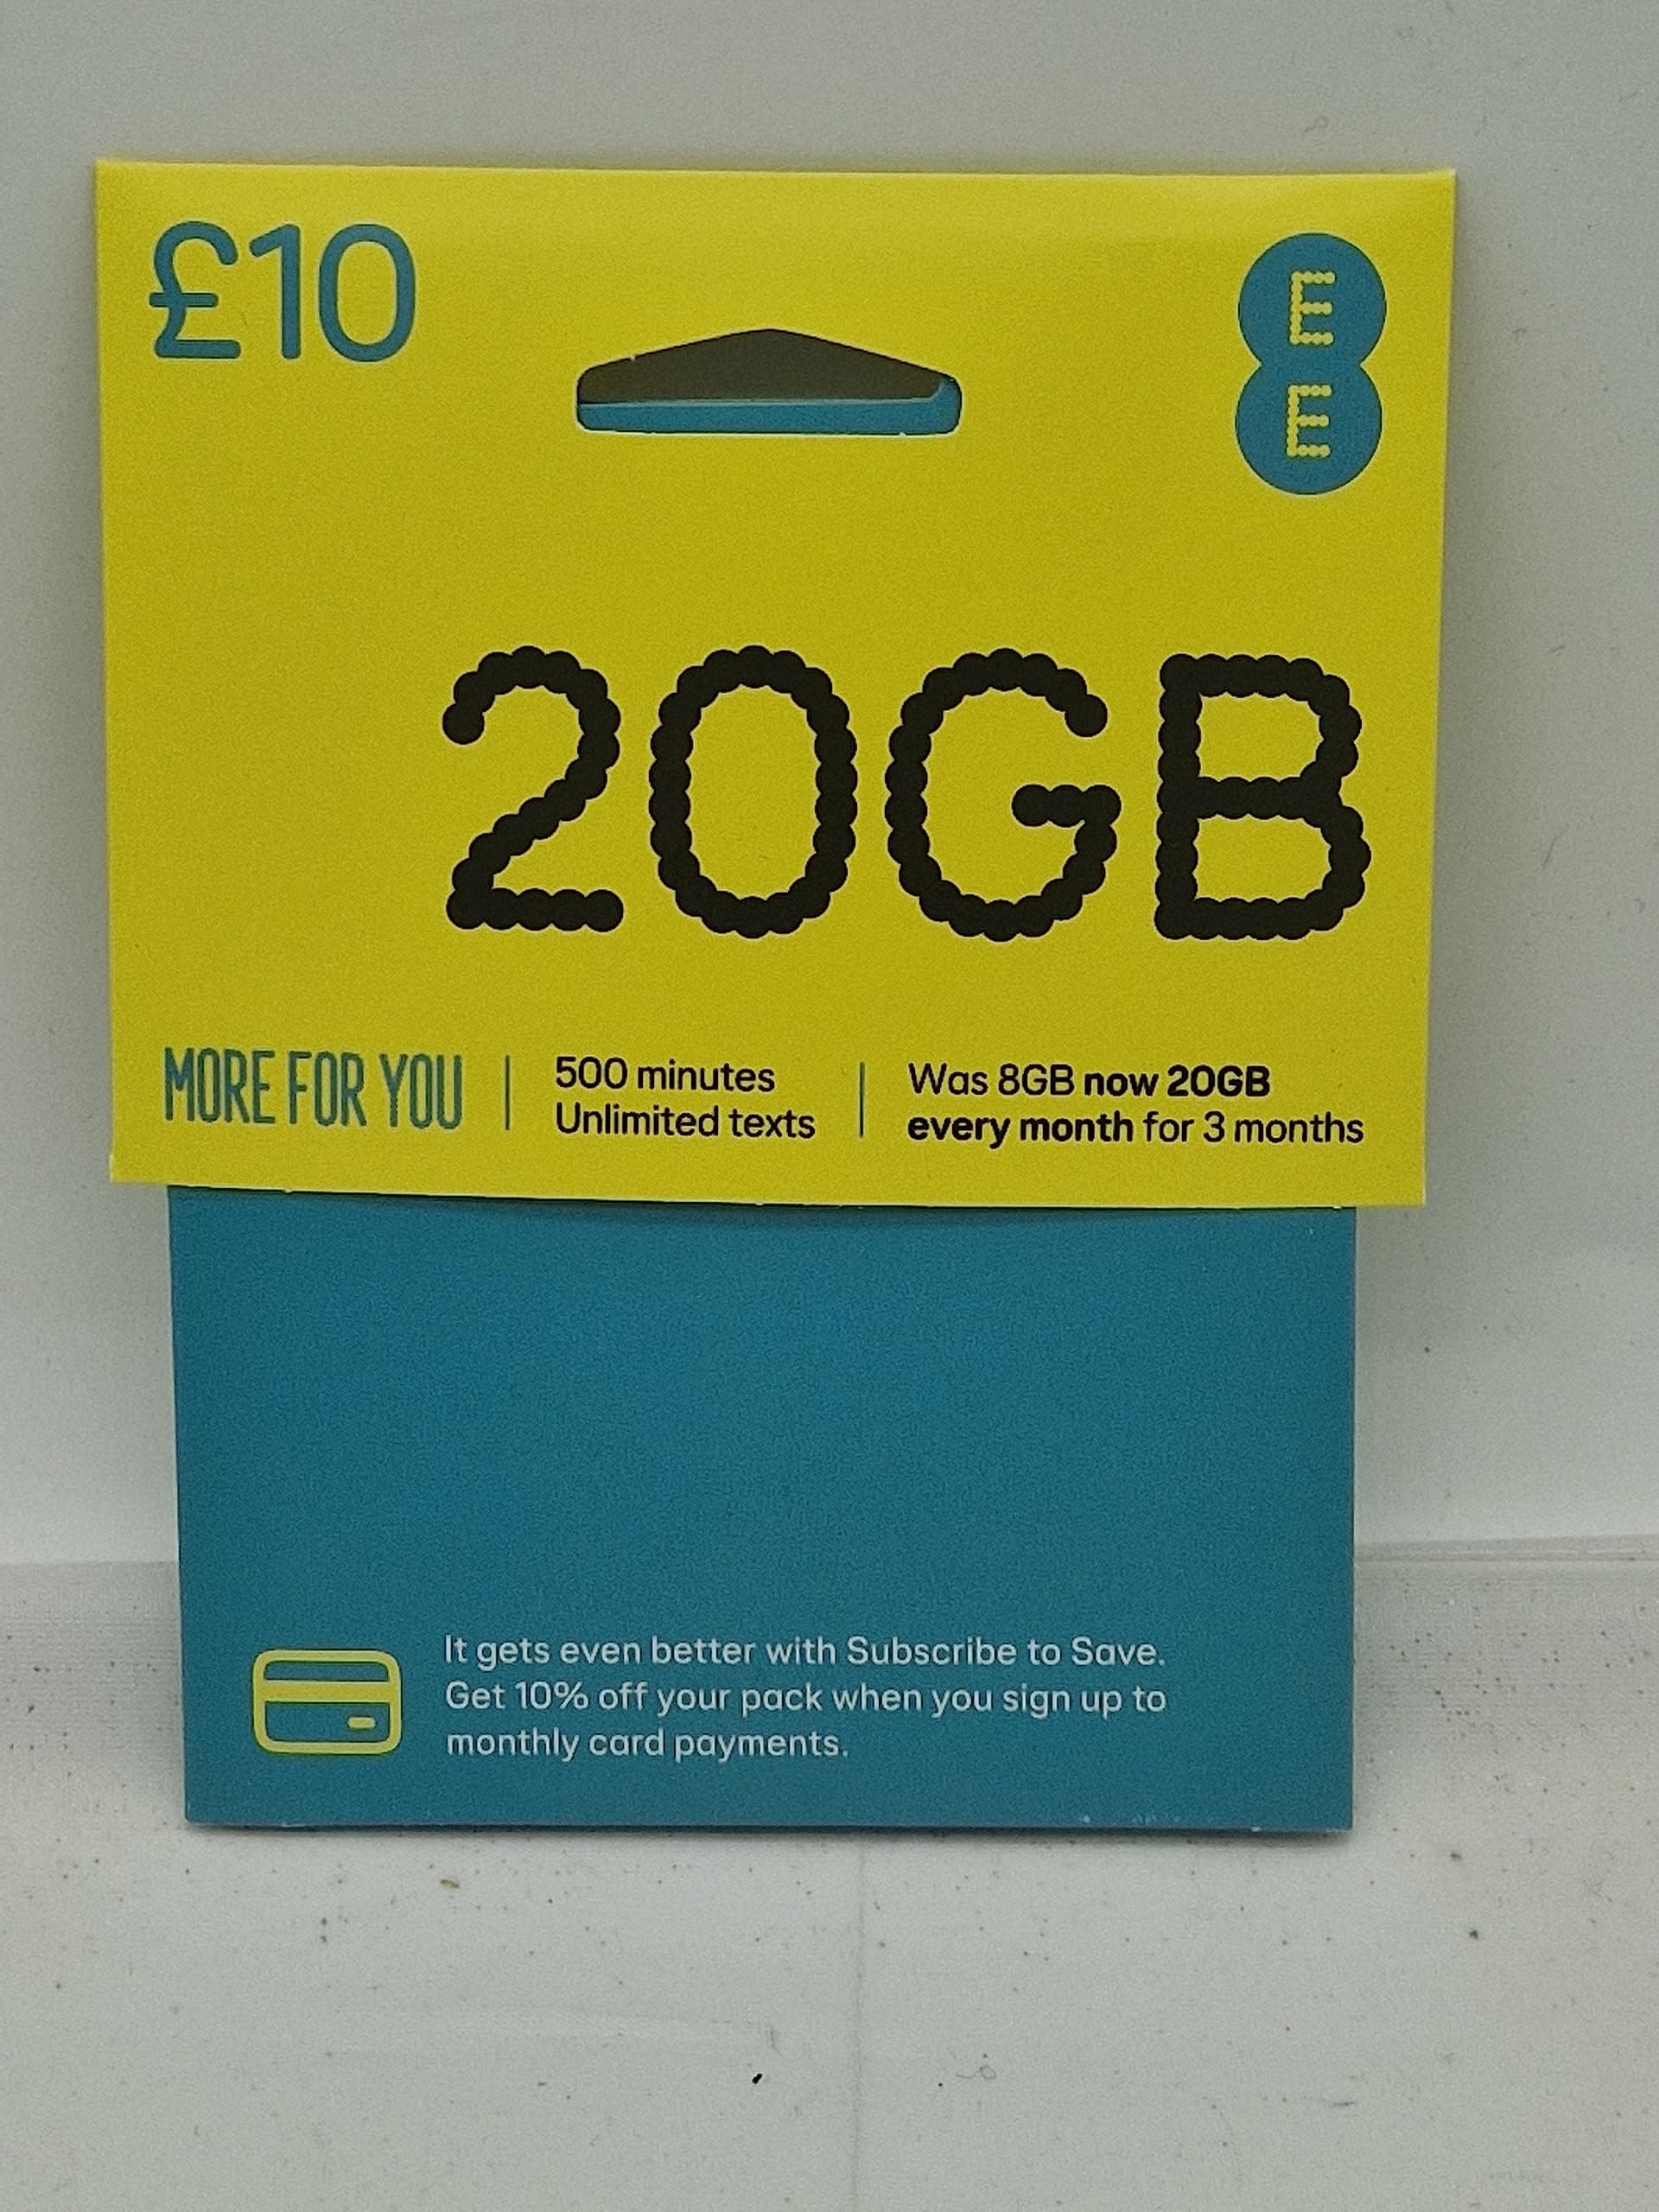 £10
EE
20GB
MORE FOR YOU
500 minutes
Unlimited texts
Was 8GB now 20GB
every month for 3 months
It gets even better with Subscribe to Save.
Get 10% off your pack when you sign up to
monthly card payments.